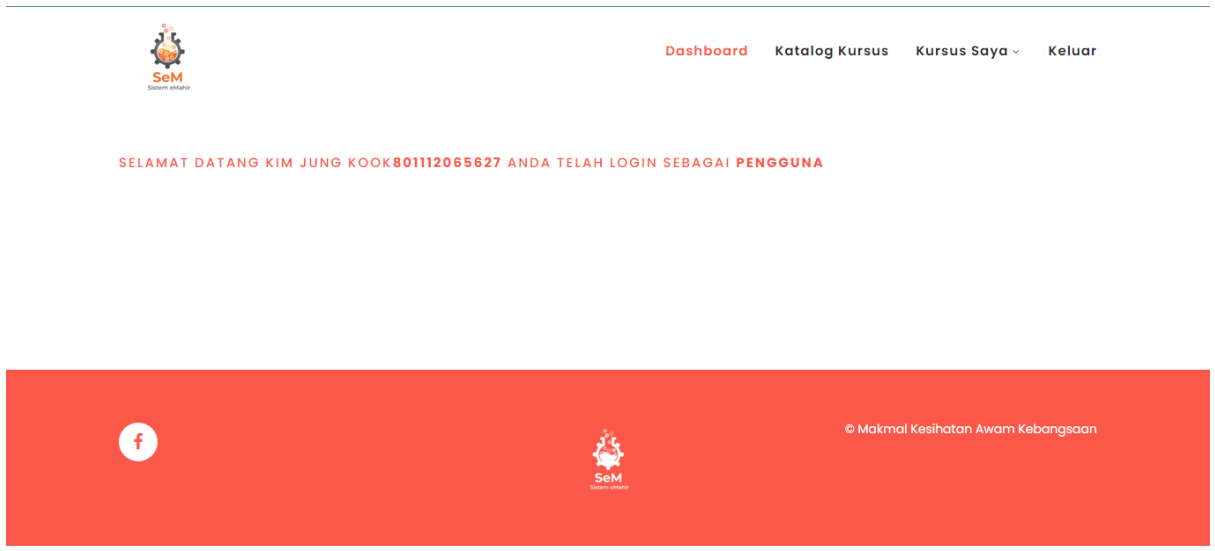 SeM
Sistem eMahir
Dashboard Katalog Kursus Kursus Saya Keluar
SELAMAT DATANG KIM JUNG KOOK801112065627 ANDA TELAH LOGIN SEBAGAI PENGGUNA
f
© Makmal Kesihatan Awam Kebangsaan
SeM
Sistem eMahir